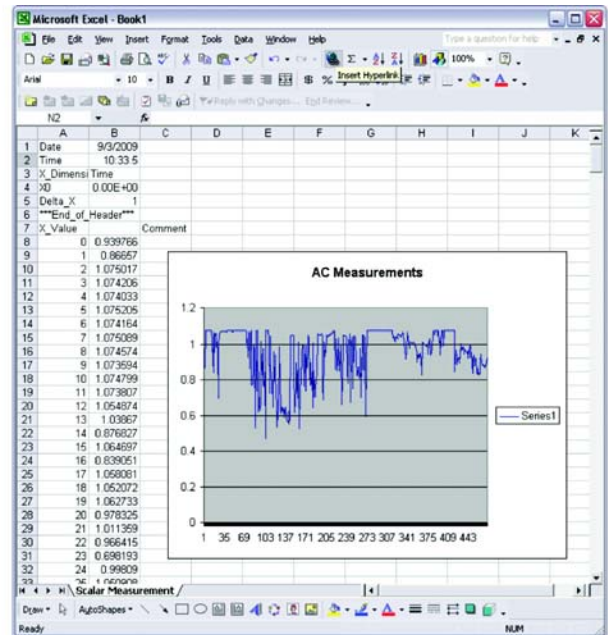 Microsoft Excel - Book1
File Edit View Insert Format Tools Data Window Help
Type a question for help
100%
Arial 10 B I U $ %
Insert Hyperlink
Reply with Changes... End Review...
N2 fx
A B C D E F G H I J K
1 Date 9/3/2009
2 Time 10:33.5
3 X_Dimensi Time
4 X0 0.00E+00
5 Delta_X 1
6 ***End_of_Header***
7 X_Value Comment
8 0 0.939766
9 1 0.86657
10 2 1.075017
11 3 1.074206
12 4 1.074033
13 5 1.075205
14 6 1.074164
15 7 1.075089
16 8 1.074574
17 9 1.073594
18 10 1.074799
19 11 1.073807
20 12 1.054874
21 13 1.03867
22 14 0.876827
23 15 1.064697
24 16 0.839051
25 17 1.058081
26 18 1.052072
27 19 1.062733
28 20 0.978325
29 21 1.011359
30 22 0.966415
31 23 0.698193
32 24 0.99809
33 25 1.060908
AC Measurements
1.2
1
0.8
0.6
0.4
0.2
0
1 35 69 103 137 171 205 239 273 307 341 375 409 443
Series1
Scalar Measurement
Draw AutoShapes
Ready NUM